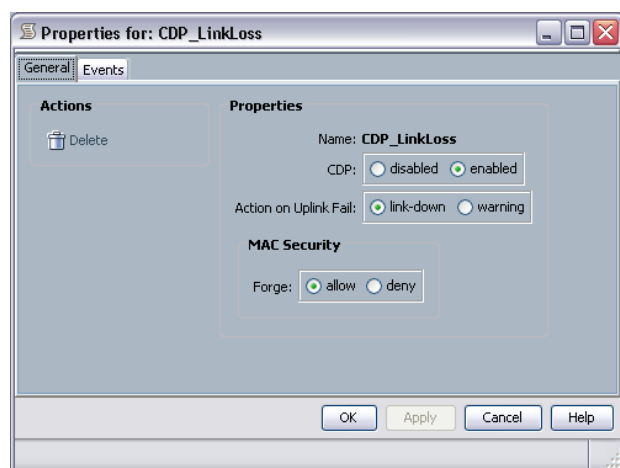 Properties for: CDP_LinkLoss
General Events
Actions
Delete
Properties
Name: CDP_LinkLoss
CDP: disabled enabled
Action on Uplink Fail: link-down warning
MAC Security
Forge: allow deny
OK Apply Cancel Help